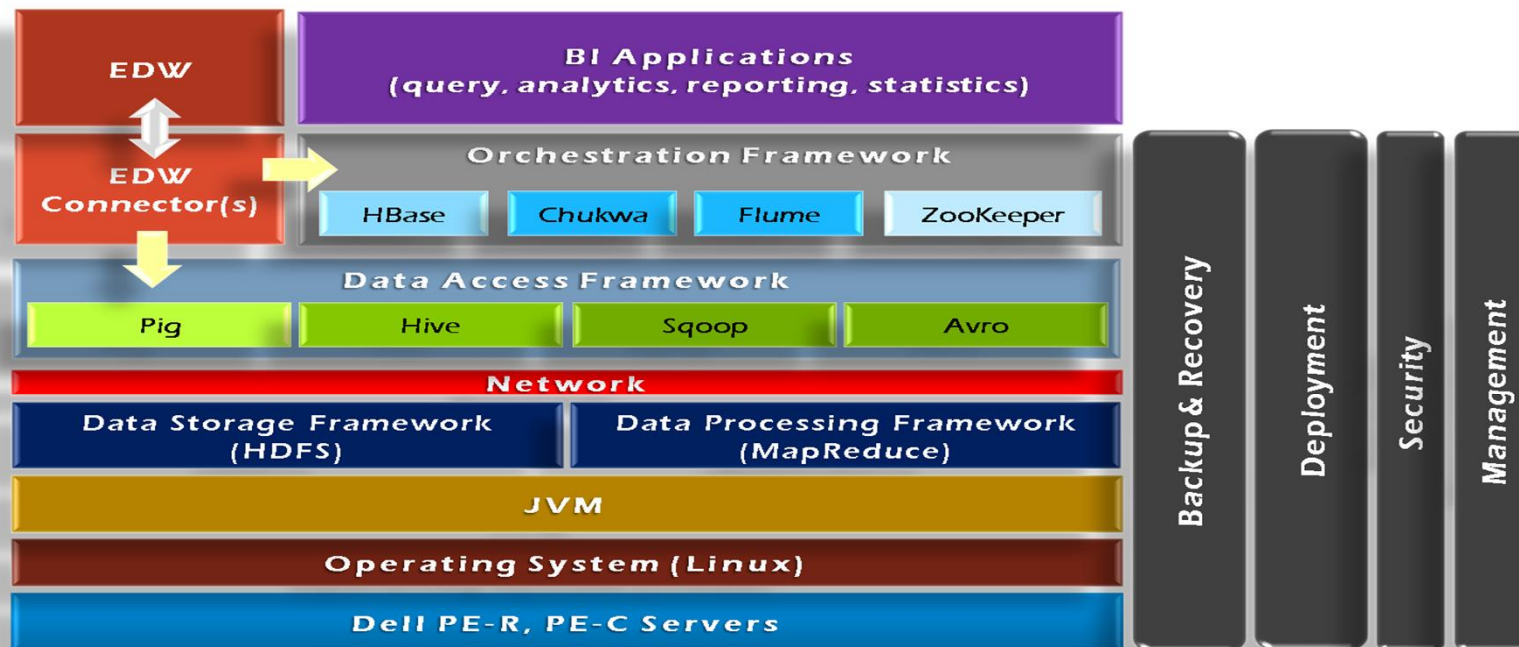 EDW
BI Applications
(query, analytics, reporting, statistics)
EDW
Connector(s)
Orchestration Framework
HBase
Chukwa
Flume
ZooKeeper
Data Access Framework
Pig
Hive
Sqoop
Avro
Network
Data Storage Framework
(HDFS)
Data Processing Framework
(MapReduce)
JVM
Operating System (Linux)
Dell PE-R, PE-C Servers
Backup & Recovery
Deployment
Security
Management